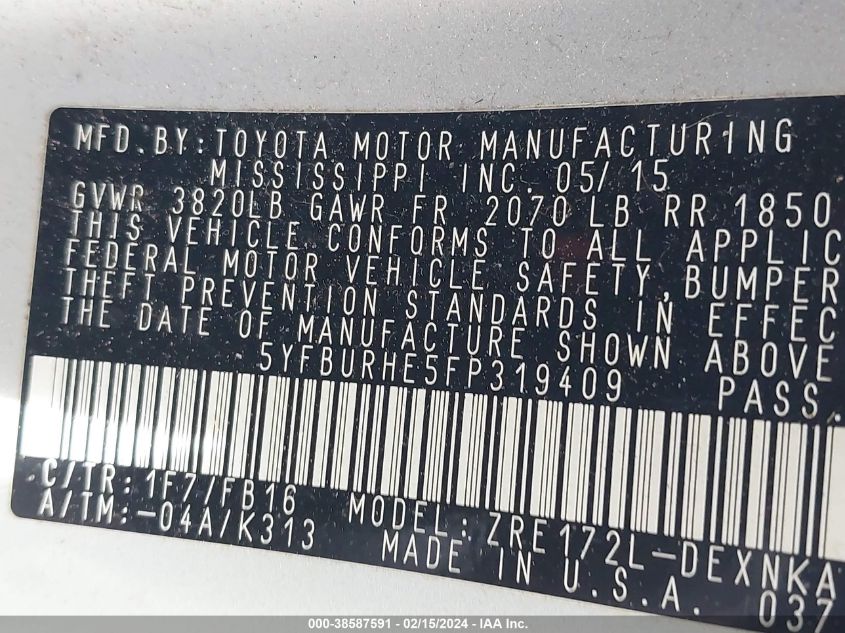 MFD.BY:TOYOTA MOTOR MANUFACTURING
MISSISSIPPI INC. 05/15
GVWR 3820LB GAWR FR 2070 LB RR 1850
THIS VEHICLE CONFORMS TO ALL APPLIC
FEDERAL MOTOR VEHICLE SAFETY,BUMPER
THEFT PREVENTION STANDARDS IN EFFEC
THE DATE OF MANUFACTURE SHOWN ABOVE
5YFBURHE5FP319409 PASS.
C/TR:1F7/FB16 MODEL:ZRE172L-DEXNKA
A/TM:-04A/K313 MADE IN U.S.A. 037
000-38587591 - 02/15/2024 - IAA Inc.